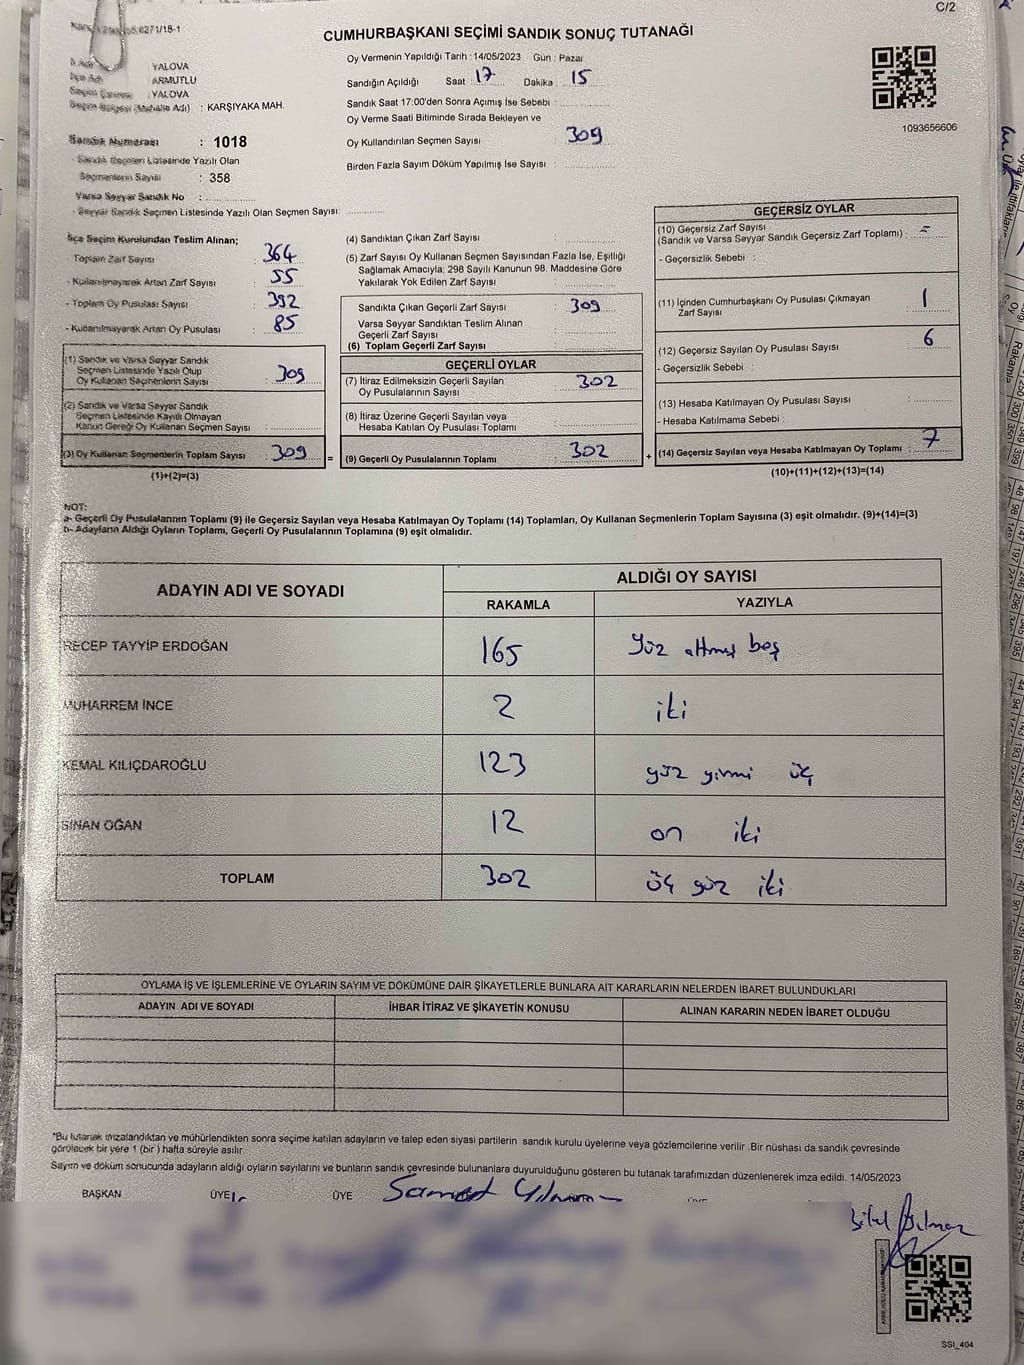 C/2
CUMHURBAŞKANI SEÇİMİ SANDIK SONUÇ TUTANAĞI
İl Adı : YALOVA
İlçe Adı : ARMUTLU
Seçim Çevresi : YALOVA
Seçim Bölgesi (Mahalle Adı) : KARŞIYAKA MAH.
Sandık Numarası : 1018
- Sandık Seçmen Listesinde Yazılı Olan
Seçmenlerin Sayısı : 358
Varsa Seyyar Sandık No :
- Seyyar Sandık Seçmen Listesinde Yazılı Olan Seçmen Sayısı:
Oy Vermenin Yapıldığı Tarih : 14/05/2023 Gün : Pazar
Sandığın Açıldığı Saat 17 Dakika 15
Sandık Saat 17:00'den Sonra Açımış İse Sebebi :
Oy Verme Saati Bitiminde Sırada Bekleyen ve
Oy Kullandırılan Seçmen Sayısı : 309
Birden Fazla Sayım Döküm Yapılmış İse Sayısı :
1093656606
İlçe Seçim Kurulundan Teslim Alınan;
- Toplam Zarf Sayısı : 364
- Kullanılmayarak Artan Zarf Sayısı : 55
- Toplam Oy Pusulası Sayısı : 392
- Kullanılmayarak Artan Oy Pusulası : 85
(1) Sandık ve Varsa Seyyar Sandık
Seçmen Listesinde Yazılı Olup
Oy Kullanan Seçmenlerin Sayısı : 309
(2) Sandık ve Varsa Seyyar Sandık
Seçmen Listesinde Kayıtlı Olmayan
Kanun Gereği Oy Kullanan Seçmen Sayısı :
(3) Oy Kullanan Seçmenlerin Toplam Sayısı : 309
(1)+(2)=(3)
(4) Sandıktan Çıkan Zarf Sayısı :
(5) Zarf Sayısı Oy Kullanan Seçmen Sayısından Fazla İse, Eşitliği
Sağlamak Amacıyla; 298 Sayılı Kanunun 98. Maddesine Göre
Yakılarak Yok Edilen Zarf Sayısı :
Sandıkta Çıkan Geçerli Zarf Sayısı : 309
Varsa Seyyar Sandıktan Teslim Alınan
Geçerli Zarf Sayısı :
(6) Toplam Geçerli Zarf Sayısı :
GEÇERLİ OYLAR
(7) İtiraz Edilmeksizin Geçerli Sayılan
Oy Pusulalarının Sayısı : 302
(8) İtiraz Üzerine Geçerli Sayılan veya
Hesaba Katılan Oy Pusulası Toplamı :
(9) Geçerli Oy Pusulalarının Toplamı : 302
GEÇERSİZ OYLAR
(10) Geçersiz Zarf Sayısı
(Sandık ve Varsa Seyyar Sandık Geçersiz Zarf Toplamı) : -
- Geçersizlik Sebebi :
(11) İçinden Cumhurbaşkanı Oy Pusulası Çıkmayan
Zarf Sayısı : 1
(12) Geçersiz Sayılan Oy Pusulası Sayısı : 6
- Geçersizlik Sebebi :
(13) Hesaba Katılmayan Oy Pusulası Sayısı :
- Hesaba Katılmama Sebebi :
(14) Geçersiz Sayılan veya Hesaba Katılmayan Oy Toplamı : 7
(10)+(11)+(12)+(13)=(14)
NOT:
a- Geçerli Oy Pusulalarının Toplamı (9) ile Geçersiz Sayılan veya Hesaba Katılmayan Oy Toplamı (14) Toplamları, Oy Kullanan Seçmenlerin Toplam Sayısına (3) eşit olmalıdır. (9)+(14)=(3)
b- Adayların Aldığı Oyların Toplamı, Geçerli Oy Pusulalarının Toplamına (9) eşit olmalıdır.
ADAYIN ADI VE SOYADI ALDIĞI OY SAYISI
RAKAMLA YAZIYLA
RECEP TAYYİP ERDOĞAN 165 Yüz altmış beş
MUHARREM İNCE 2 iki
KEMAL KILIÇDAROĞLU 123 yüz yirmi üç
SİNAN OĞAN 12 on iki
TOPLAM 302 üç yüz iki
OYLAMA İŞ VE İŞLEMLERİNE VE OYLARIN SAYIM VE DÖKÜMÜNE DAİR ŞİKAYETLERLE BUNLARA AİT KARARLARIN NELERDEN İBARET BULUNDUKLARI
ADAYIN ADI VE SOYADI İHBAR İTİRAZ VE ŞİKAYETİN KONUSU ALINAN KARARIN NEDEN İBARET OLDUĞU
*Bu tutanak imzalandıktan ve mühürlendikten sonra seçime katılan adayların ve talep eden siyasi partilerin sandık kurulu üyelerine veya gözlemcilerine verilir .Bir nüshası da sandık çevresinde
görülecek bir yere 1 (bir ) hafta süreyle asılır.
Sayım ve döküm sonucunda adayların aldığı oyların sayılarını ve bunların sandık çevresinde bulunanlara duyurulduğunu gösteren bu tutanak tarafımızdan düzenlenerek imza edildi. 14/05/2023
BAŞKAN ÜYE ÜYE Samet Yılmaz
Bilal Yılmaz
SSI_404